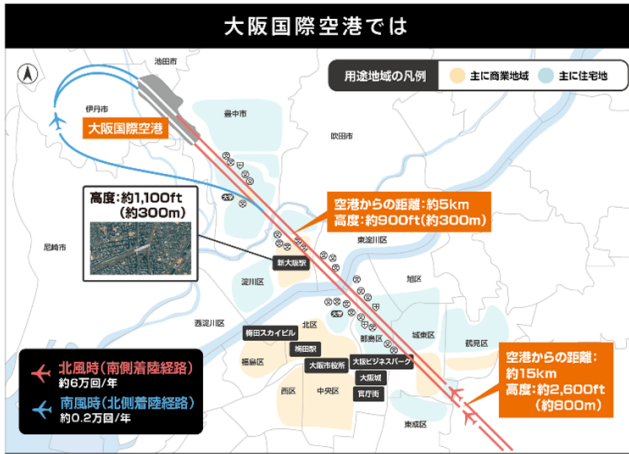 大阪国際空港では
用途地域の凡例
主に商業地域
主に住宅地
池田市
伊丹市
大阪国際空港
豊中市
吹田市
大学
高度:約1,100ft
(約300m)
空港からの距離:約5km
高度:約900ft(約300m)
尼崎市
東淀川区
新大阪駅
淀川区
旭区
西淀川区
大学
北区
都島区
城東区
鶴見区
梅田スカイビル
梅田駅
福島区
大阪市役所
大阪ビジネスパーク
大阪城
官庁街
西区
中央区
東成区
空港からの距離:
約15km
高度:約2,600ft
(約800m)
北風時(南側着陸経路)
約6万回/年
南風時(北側着陸経路)
約0.2万回/年